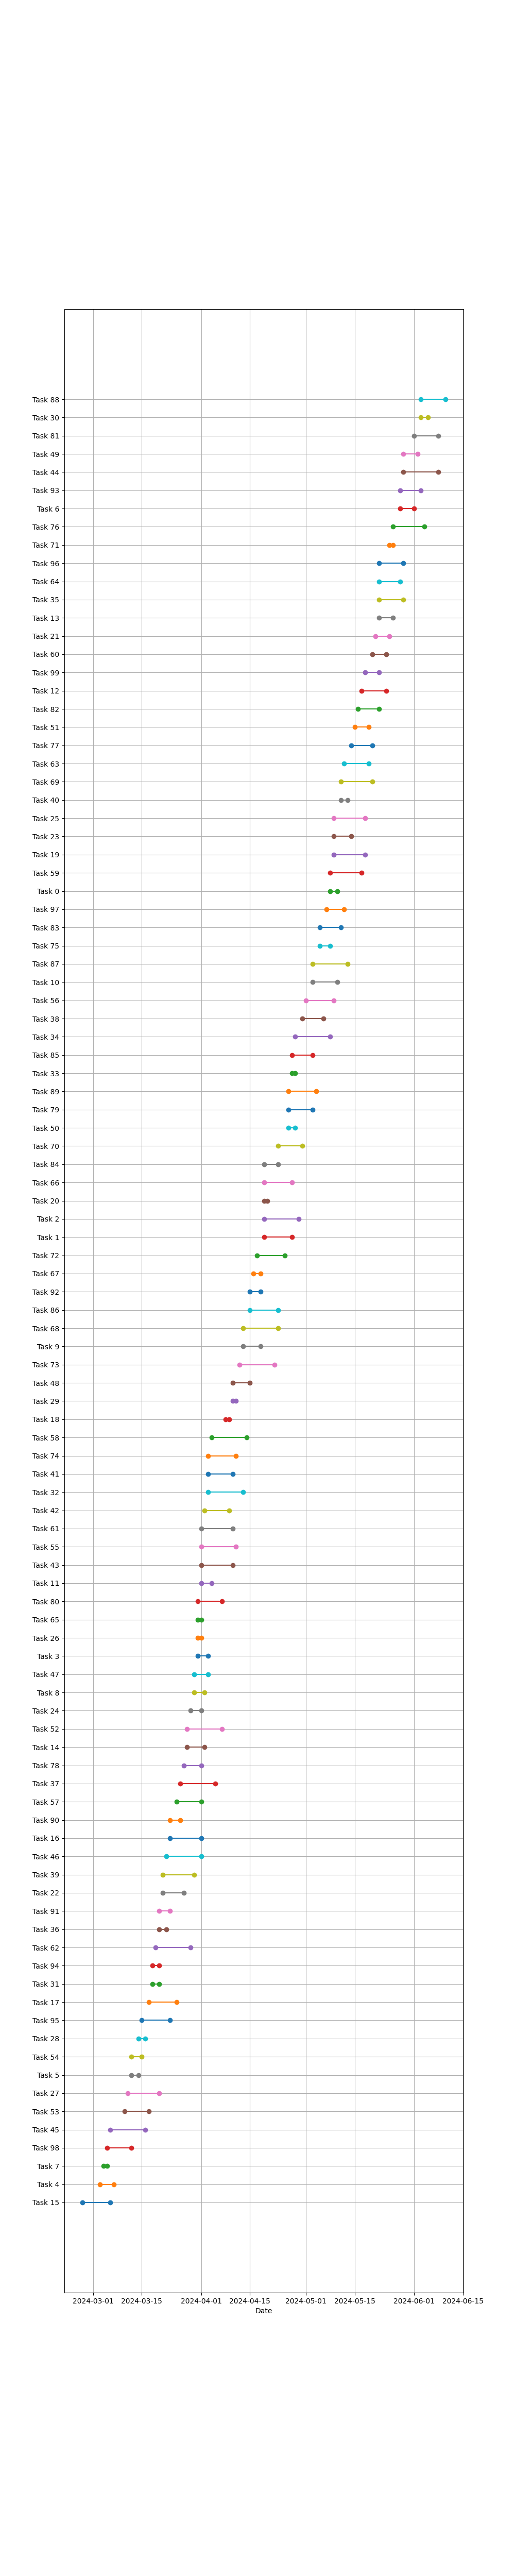 Task 88
Task 30
Task 81
Task 49
Task 44
Task 93
Task 6
Task 76
Task 71
Task 96
Task 64
Task 35
Task 13
Task 21
Task 60
Task 99
Task 12
Task 82
Task 51
Task 77
Task 63
Task 69
Task 40
Task 25
Task 23
Task 19
Task 59
Task 0
Task 97
Task 83
Task 75
Task 87
Task 10
Task 56
Task 38
Task 34
Task 85
Task 33
Task 89
Task 79
Task 50
Task 70
Task 84
Task 66
Task 20
Task 2
Task 1
Task 72
Task 67
Task 92
Task 86
Task 68
Task 9
Task 73
Task 48
Task 29
Task 18
Task 58
Task 74
Task 41
Task 32
Task 42
Task 61
Task 55
Task 43
Task 11
Task 80
Task 65
Task 26
Task 3
Task 47
Task 8
Task 24
Task 52
Task 14
Task 78
Task 37
Task 57
Task 90
Task 16
Task 46
Task 39
Task 22
Task 91
Task 36
Task 62
Task 94
Task 31
Task 17
Task 95
Task 28
Task 54
Task 5
Task 27
Task 53
Task 45
Task 98
Task 7
Task 4
Task 15
2024-03-01 2024-03-15 2024-04-01 2024-04-15 2024-05-01 2024-05-15 2024-06-01 2024-06-15
Date